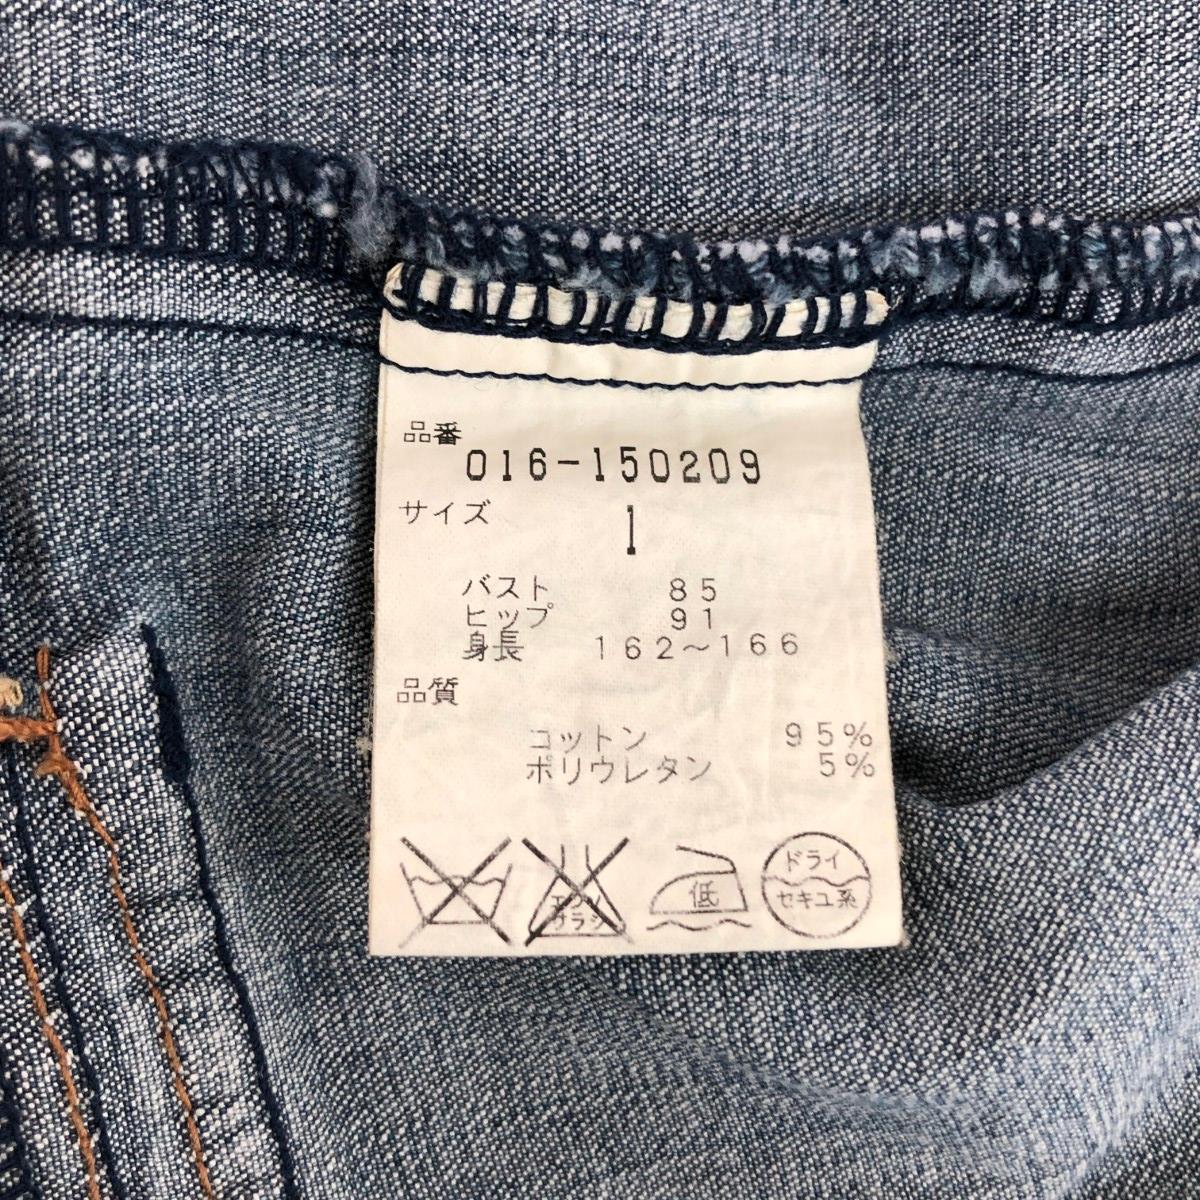 品番
016-150209
サイズ 1
バスト 85
ヒップ 91
身長 162〜166
品質
コットン 95%
ポリウレタン 5%
エンソ
サラシ
低
ドライ
セキユ系